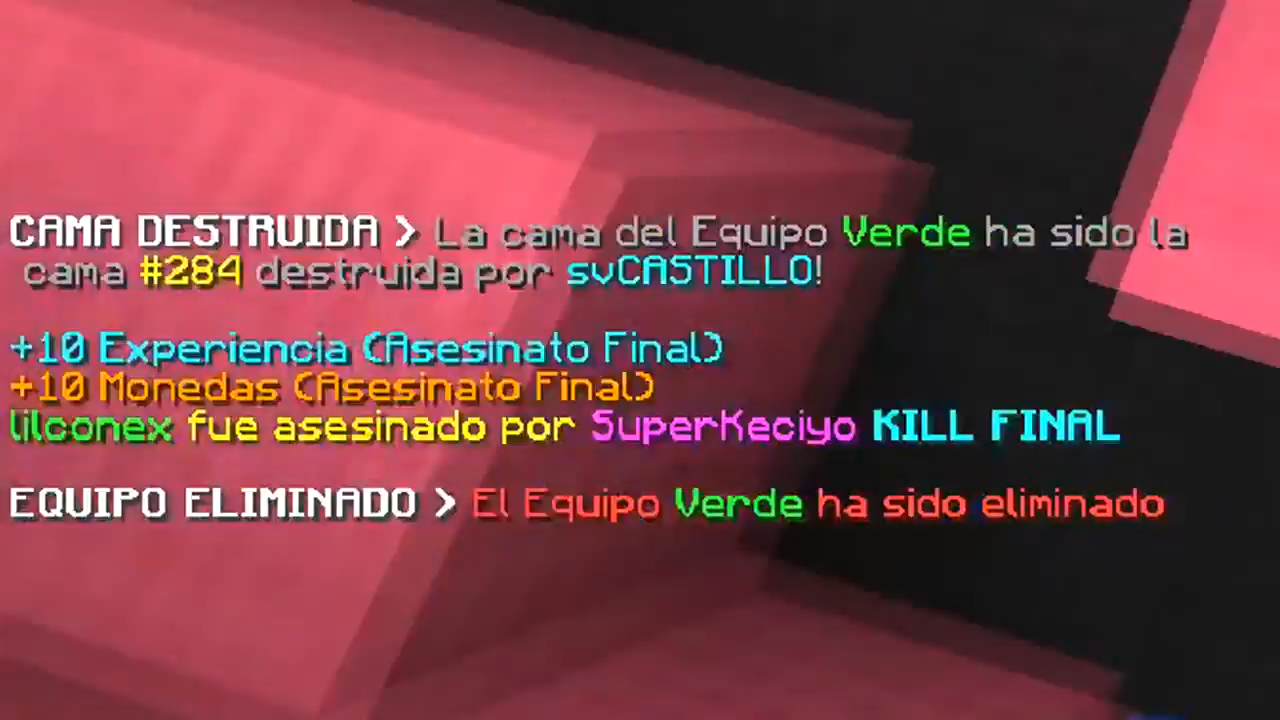 CAMA DESTRUIDA > La cama del Equipo Verde ha sido la
cama #284 destruida por svCASTILLO!
+10 Experiencia (Asesinato Final)
+10 Monedas (Asesinato Final)
lilconex fue asesinado por SuperKeciyo KILL FINAL
EQUIPO ELIMINADO > El Equipo Verde ha sido eliminado